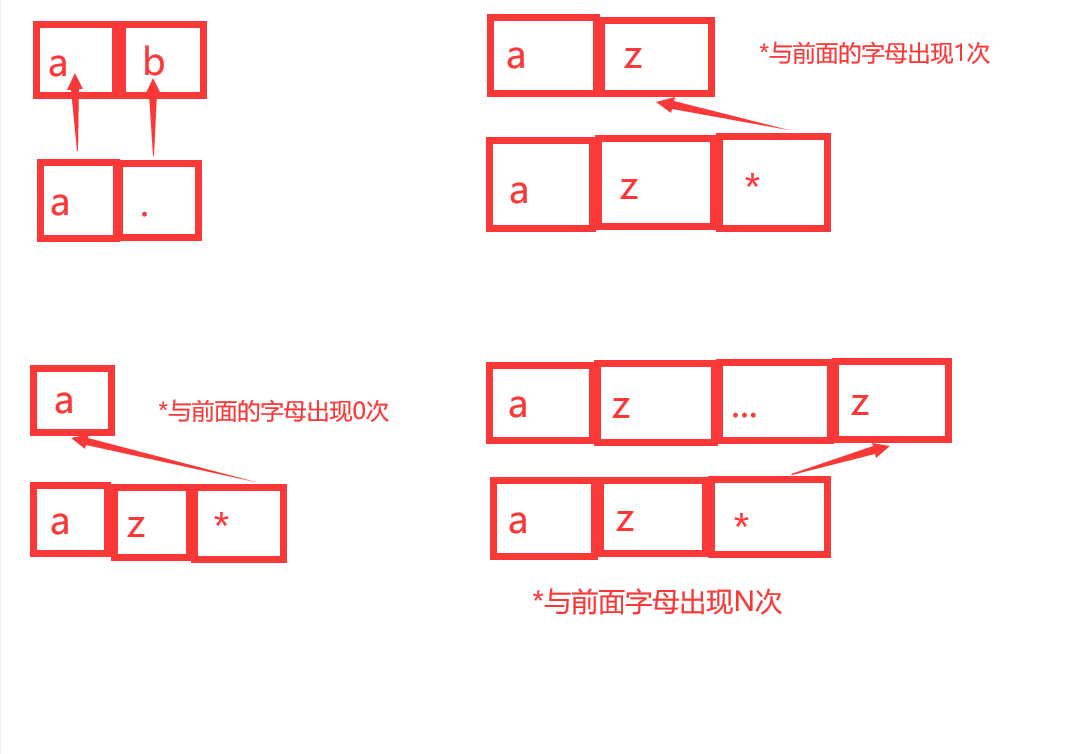 a b
a .
a z *与前面的字母出现1次
a z *
a *与前面的字母出现0次
a z *
a z ... z
a z *
*与前面字母出现N次